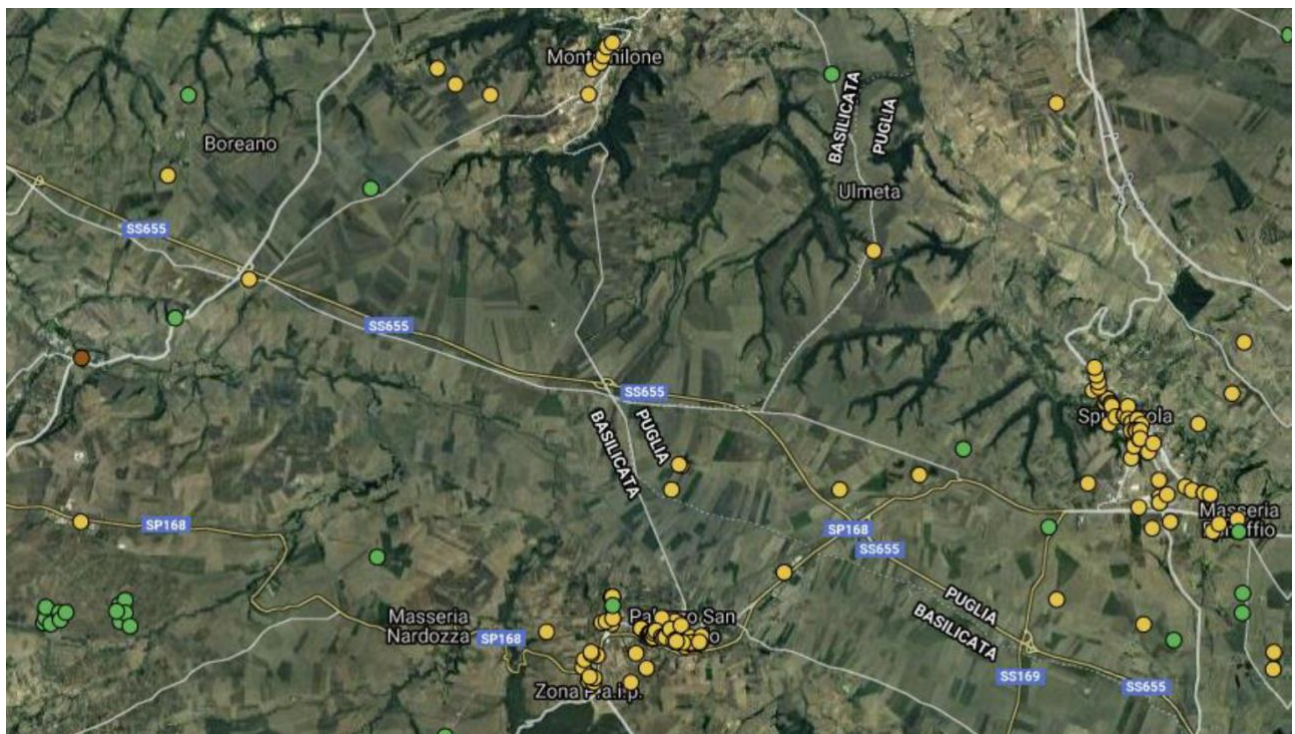 BASILICATA
PUGLIA
Boreano
Ulmeta
SS655
SS655
SS655
BASILICATA
PUGLIA
SP168
SP168
SS655
Masseria
Masseria
Nardozza
SP168
San
PUGLIA
BASILICATA
Zona
SS169
SS655